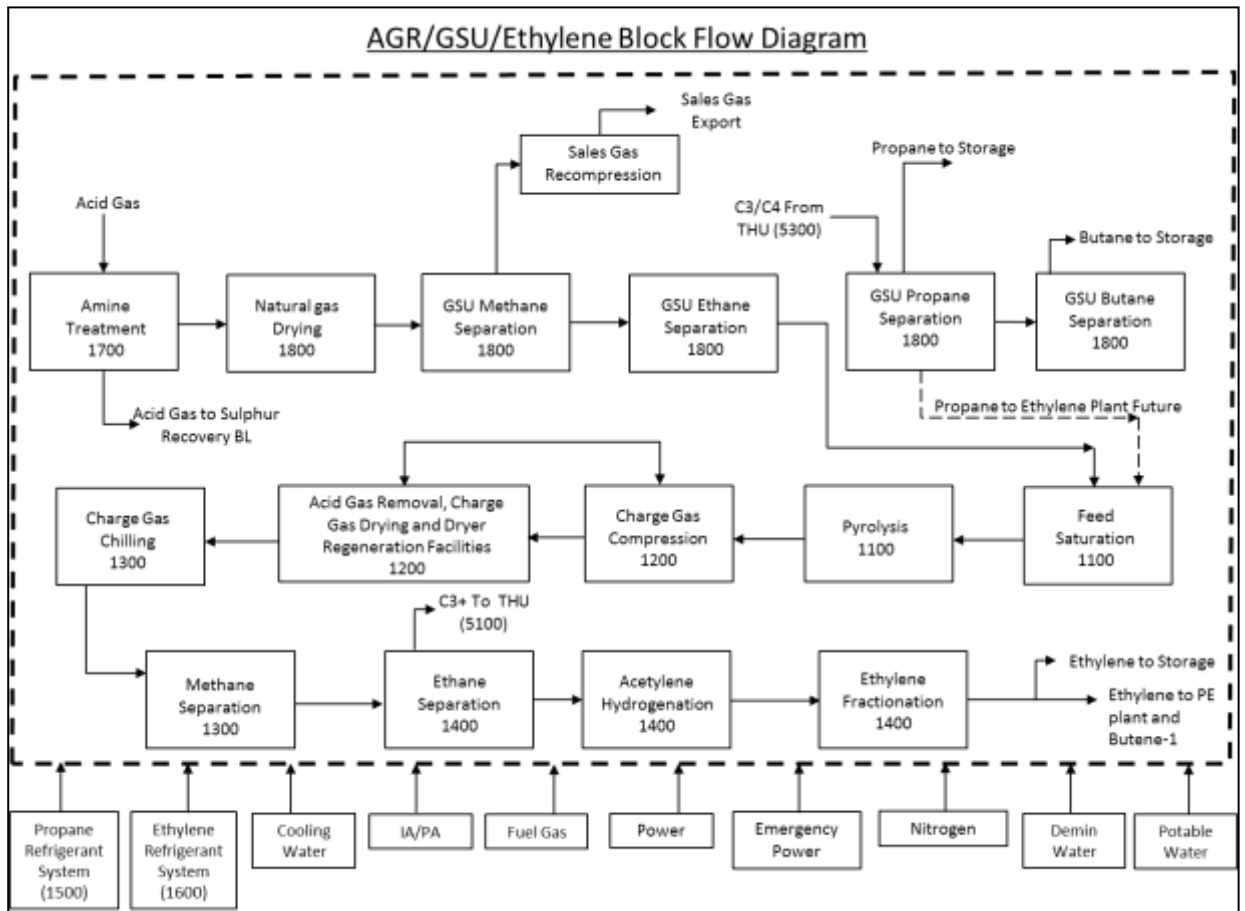 AGR/GSU/Ethylene Block Flow Diagram
Sales Gas
Export
Sales Gas
Recompression
Propane to Storage
Acid Gas
C3/C4 From
THU (5300)
Butane to Storage
Amine
Treatment
1700
Natural gas
Drying
1800
GSU Methane
Separation
1800
GSU Ethane
Separation
1800
GSU Propane
Separation
1800
GSU Butane
Separation
1800
Acid Gas to Sulphur
Recovery BL
Propane to Ethylene Plant Future
Charge Gas
Chilling
1300
Acid Gas Removal, Charge
Gas Drying and Dryer
Regeneration Facilities
1200
Charge Gas
Compression
1200
Pyrolysis
1100
Feed
Saturation
1100
C3+ To THU
(5100)
Methane
Separation
1300
Ethane
Separation
1400
Acetylene
Hydrogenation
1400
Ethylene
Fractionation
1400
Ethylene to Storage
Ethylene to PE
plant and
Butene-1
Propane
Refrigerant
System
(1500)
Ethylene
Refrigerant
System
(1600)
Cooling
Water
IA/PA
Fuel Gas
Power
Emergency
Power
Nitrogen
Demin
Water
Potable
Water